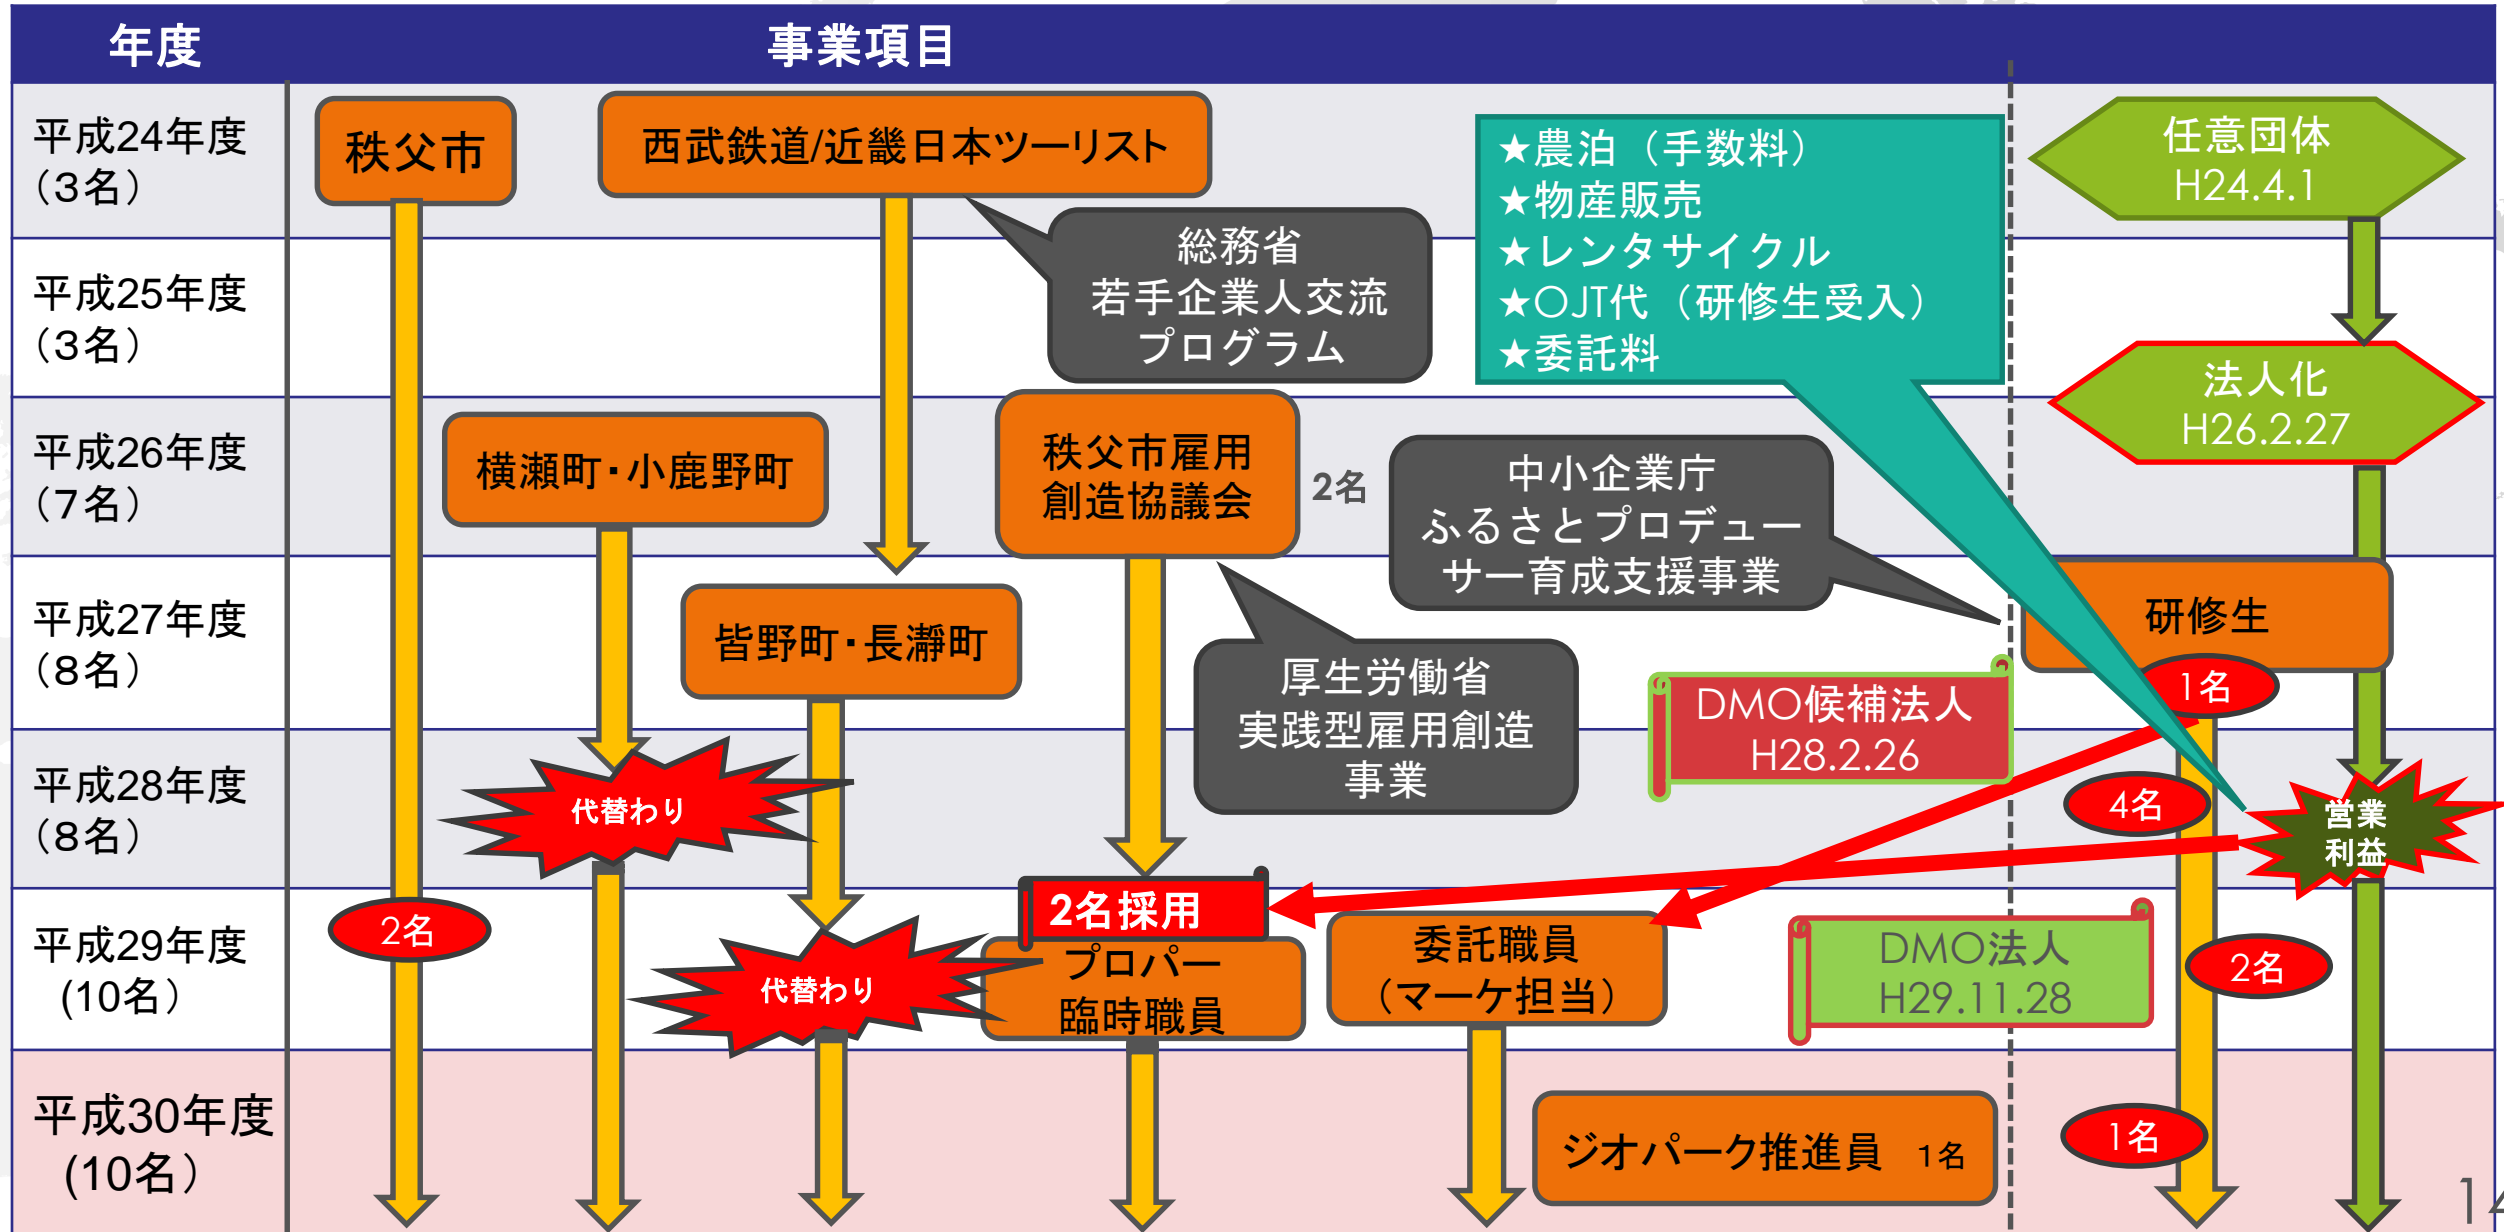 年度
事業項目
平成24年度
（3名）
秩父市
西武鉄道/近畿日本ツーリスト
総務省
若手企業人交流
プログラム
★農泊（手数料）
★物産販売
★レンタサイクル
★OJT代（研修生受入）
★委託料
任意団体
H24.4.1
平成25年度
（3名）
法人化
H26.2.27
平成26年度
（7名）
横瀬町・小鹿野町
秩父市雇用
創造協議会
2名
中小企業庁
ふるさとプロデュー
サー育成支援事業
平成27年度
（8名）
皆野町・長瀞町
厚生労働省
実践型雇用創造
事業
研修生
1名
DMO候補法人
H28.2.26
平成28年度
（8名）
代替わり
4名
営業
利益
平成29年度
(10名）
2名
代替わり
2名採用
プロパー
臨時職員
委託職員
（マーケ担当）
DMO法人
H29.11.28
2名
平成30年度
(10名）
ジオパーク推進員 1名
1名
14